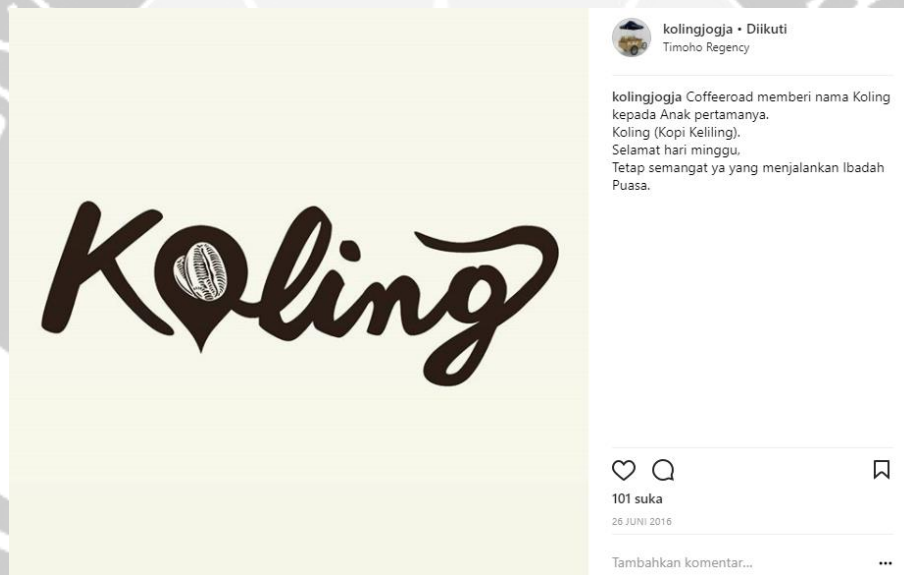 Koling
kolingjogja • Diikuti
Timoho Regency
kolingjogja Coffeeroad memberi nama Koling
kepada Anak pertamanya.
Koling (Kopi Keliling).
Selamat hari minggu,
Tetap semangat ya yang menjalankan Ibadah
Puasa.
101 suka
26 JUNI 2016
Tambahkan komentar...